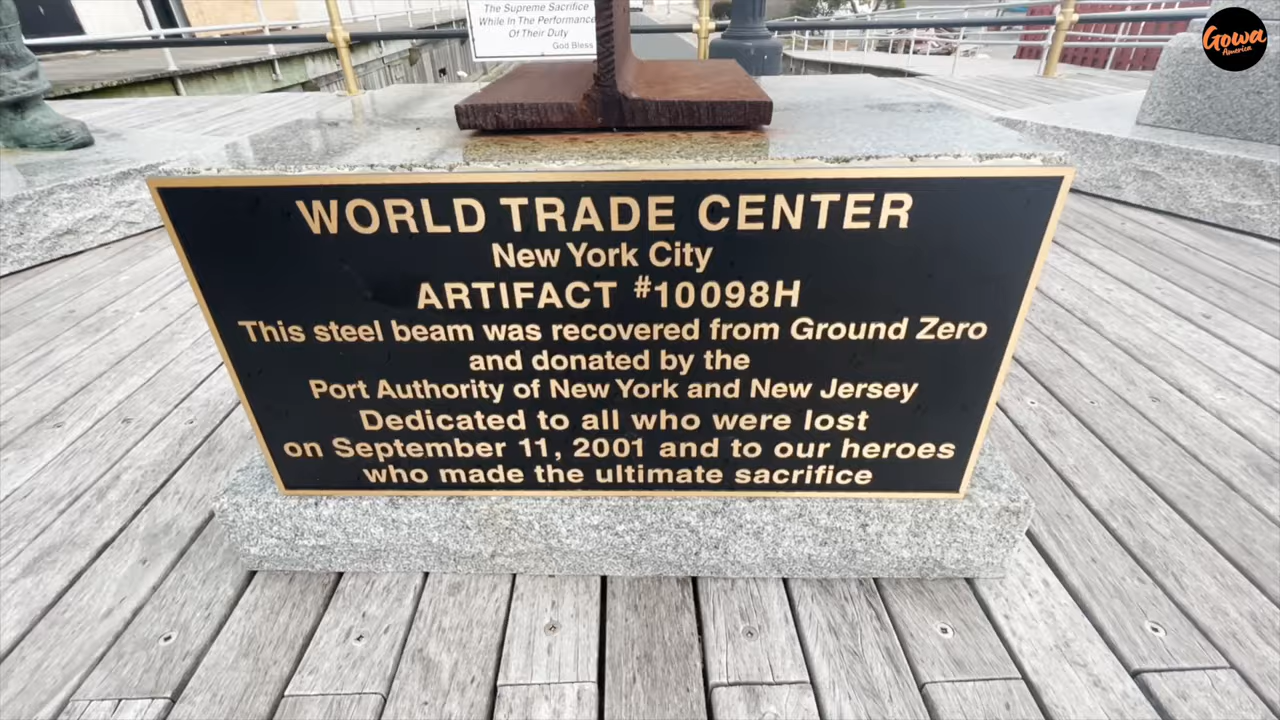 The Supreme Sacrifice
While In The Performance
Of Their Duty
God Bless
Gowa
America
WORLD TRADE CENTER
New York City
ARTIFACT #10098H
This steel beam was recovered from Ground Zero
and donated by the
Port Authority of New York and New Jersey
Dedicated to all who were lost
on September 11, 2001 and to our heroes
who made the ultimate sacrifice